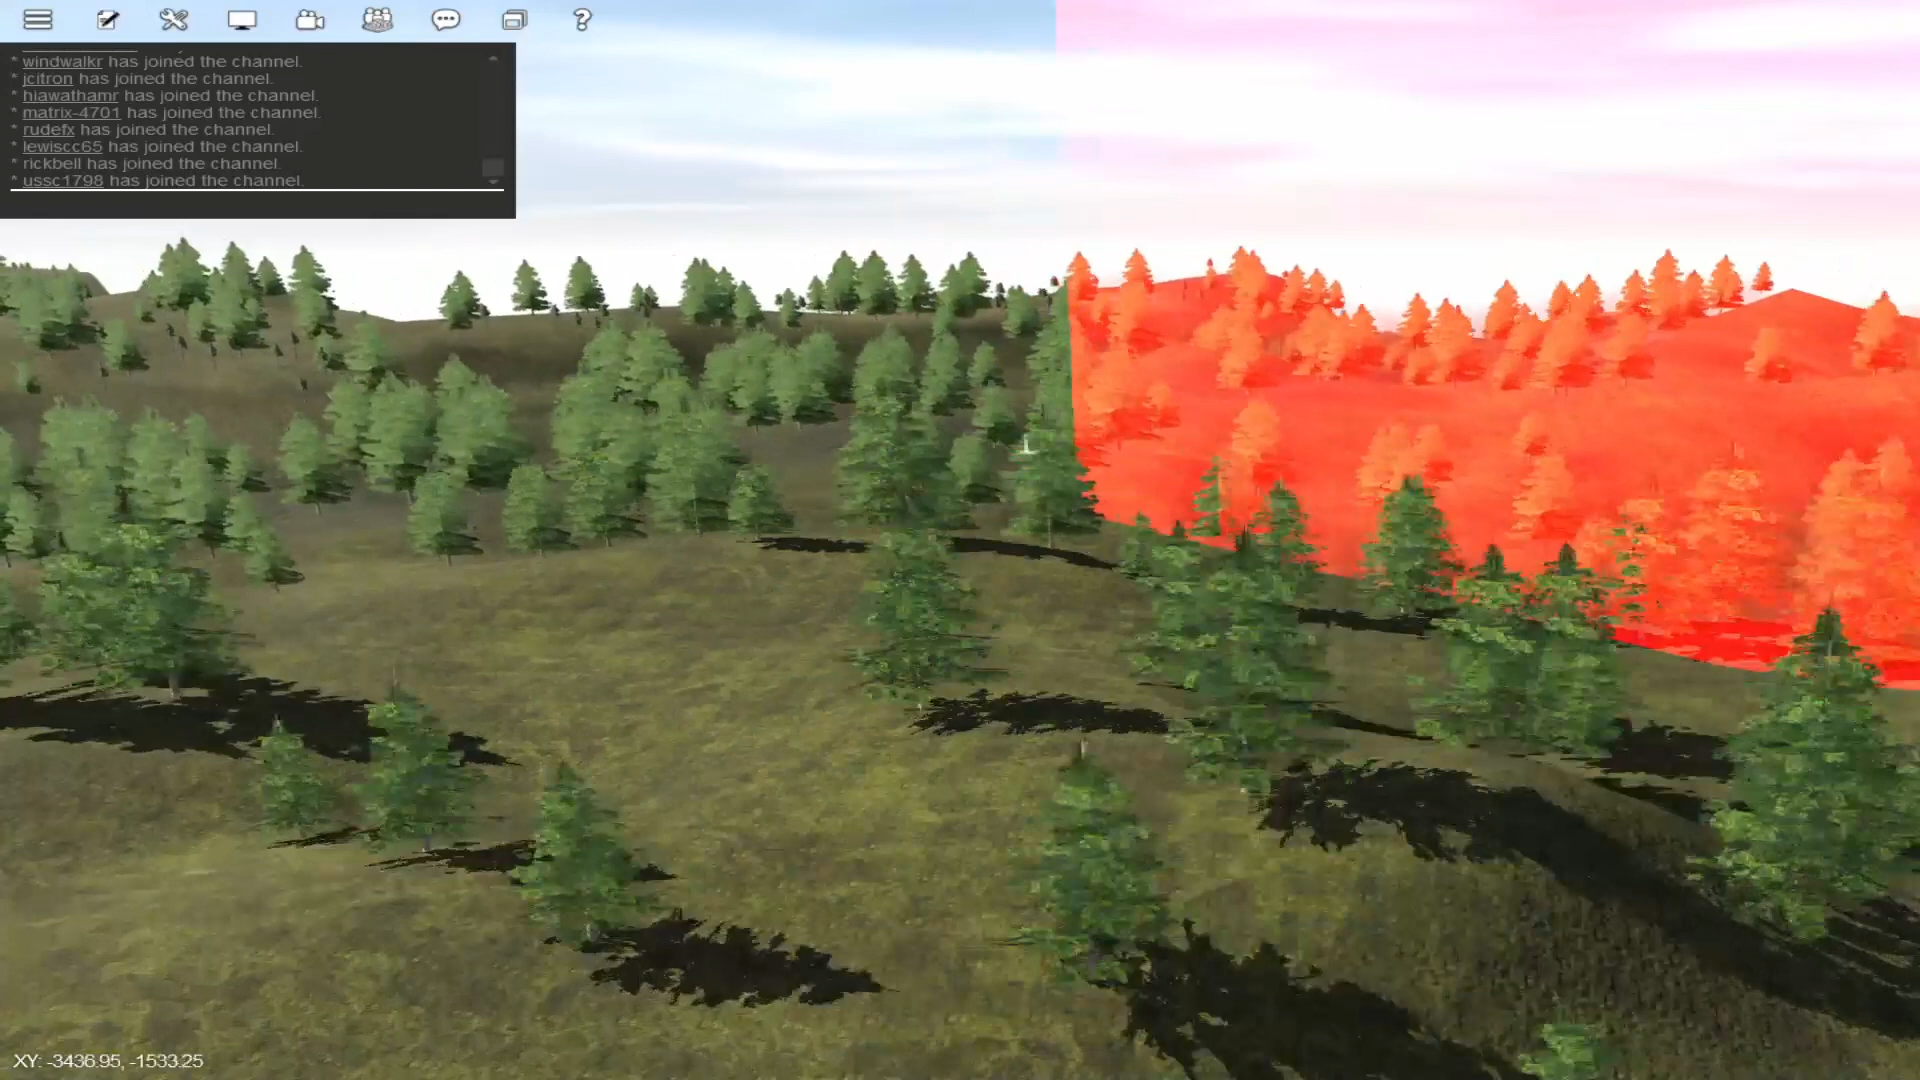 * windwalkr has joined the channel.
* jcitron has joined the channel.
* hiawathamr has joined the channel.
* matrix-4701 has joined the channel.
* rudefx has joined the channel.
* lewiscc65 has joined the channel.
* rickbell has joined the channel.
* ussc1798 has joined the channel.
XY: -3436.95, -1533.25